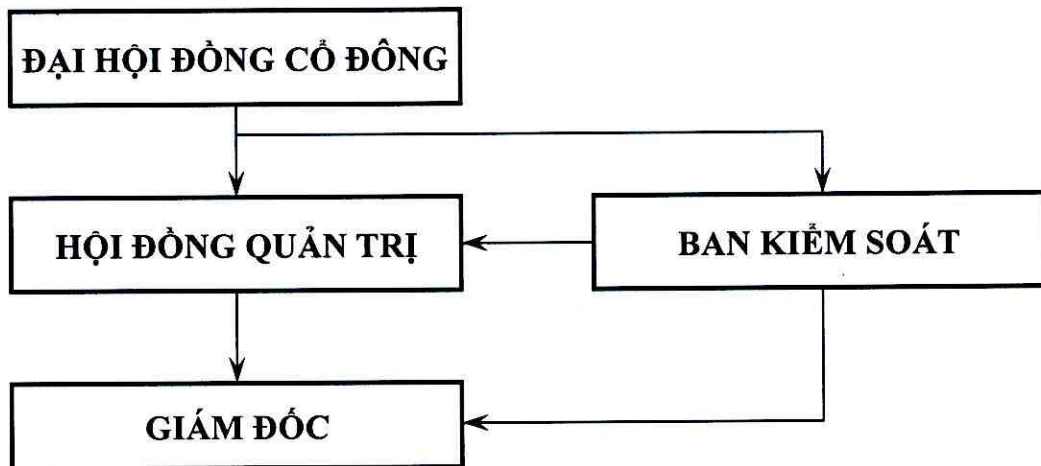 ĐẠI HỘI ĐỒNG CỔ ĐÔNG
HỘI ĐỒNG QUẢN TRỊ
BAN KIỂM SOÁT
GIÁM ĐỐC